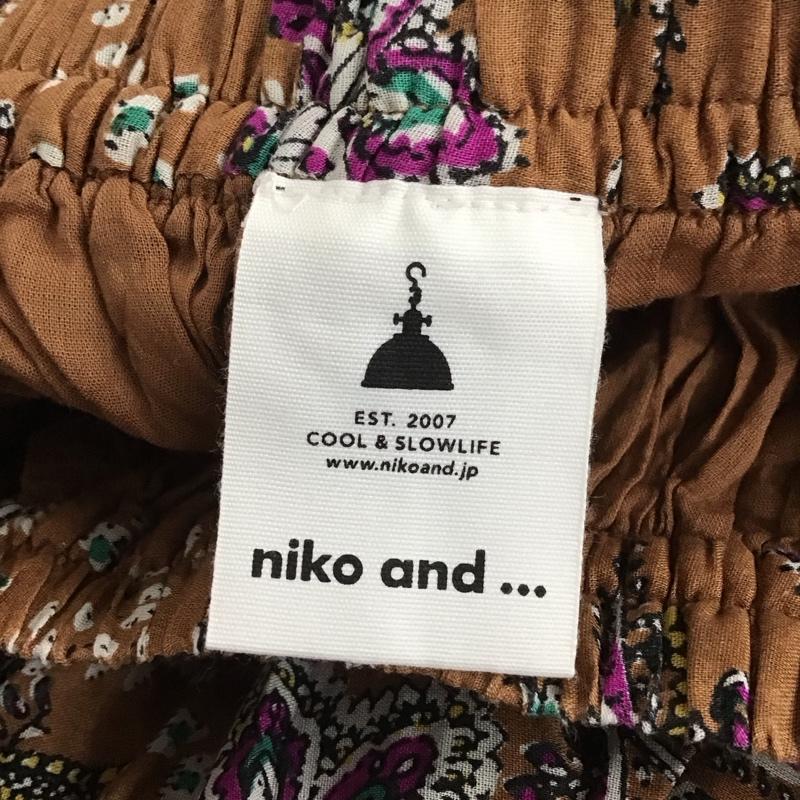 EST. 2007
COOL & SLOWLIFE
www.nikoand.jp
niko and ...